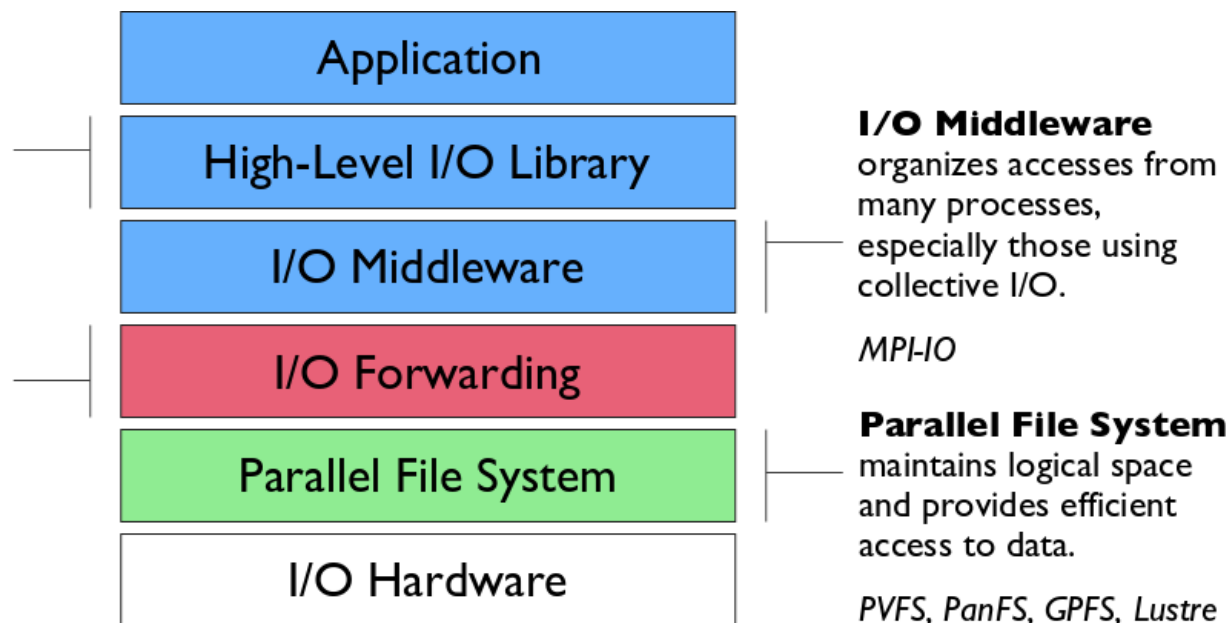 Application
High-Level I/O Library
I/O Middleware
I/O Forwarding
Parallel File System
I/O Hardware
I/O Middleware
organizes accesses from
many processes,
especially those using
collective I/O.
MPI-IO
Parallel File System
maintains logical space
and provides efficient
access to data.
PVFS, PanFS, GPFS, Lustre